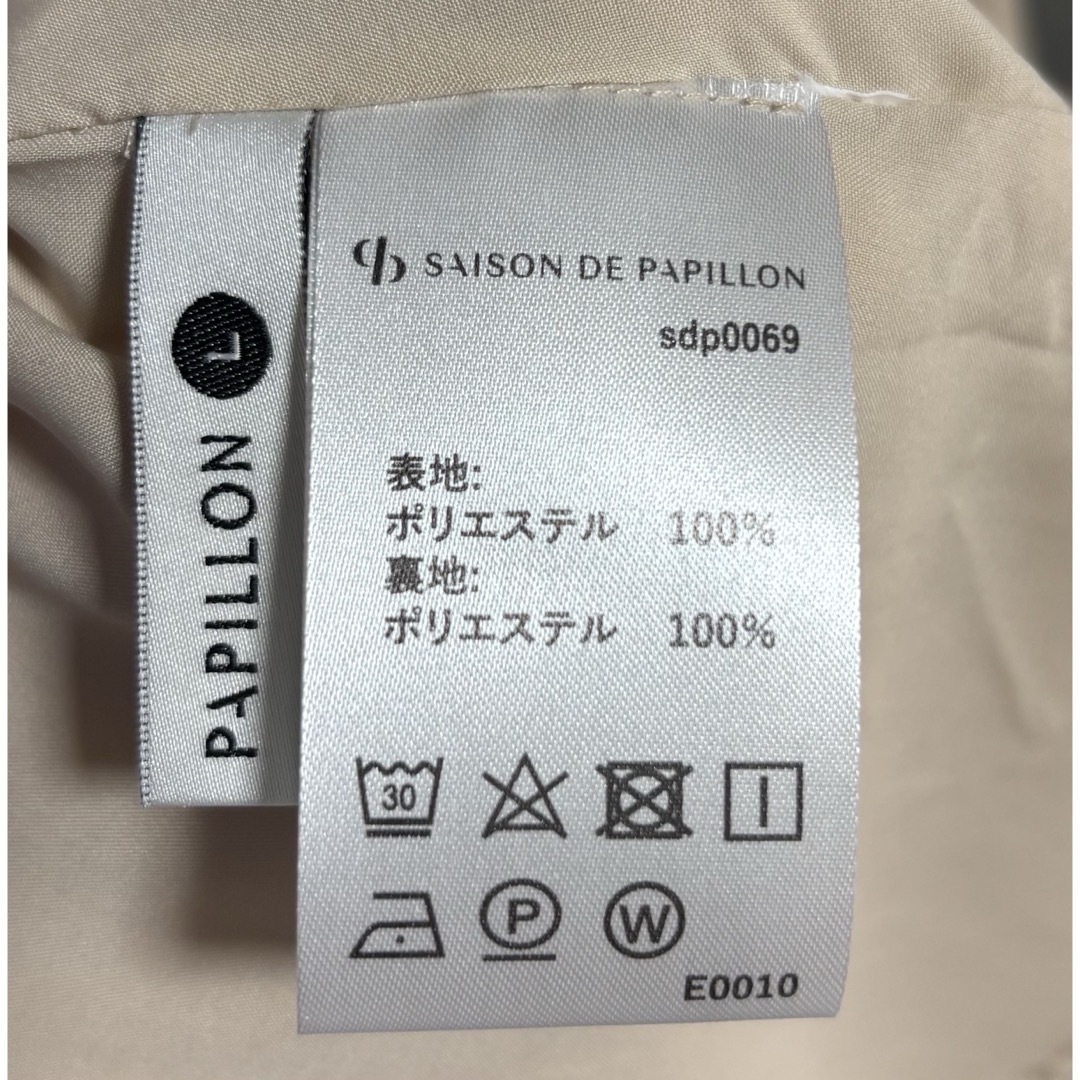 SAISON DE PAPILLON
sdp0069
表地:
ポリエステル 100%
裏地:
ポリエステル 100%
30
P
W
E0010
PAPILLON L